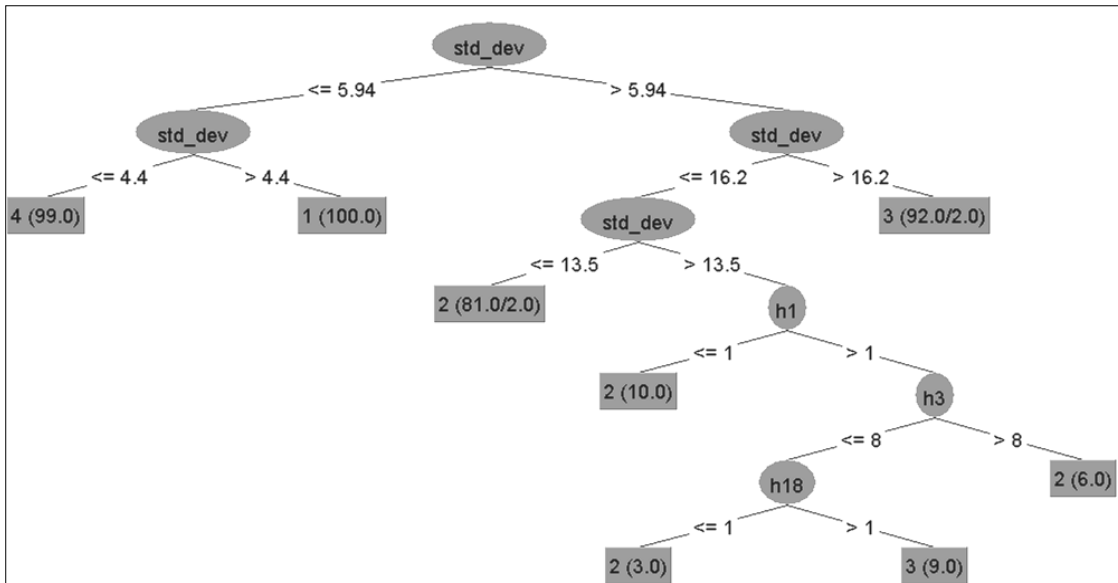 std_dev
<= 5.94 > 5.94
std_dev std_dev
<= 4.4 > 4.4 <= 16.2 > 16.2
4 (99.0) 1 (100.0) std_dev 3 (92.0/2.0)
<= 13.5 > 13.5
2 (81.0/2.0) h1
<= 1 > 1
2 (10.0) h3
<= 8 > 8
h18 2 (6.0)
<= 1 > 1
2 (3.0) 3 (9.0)